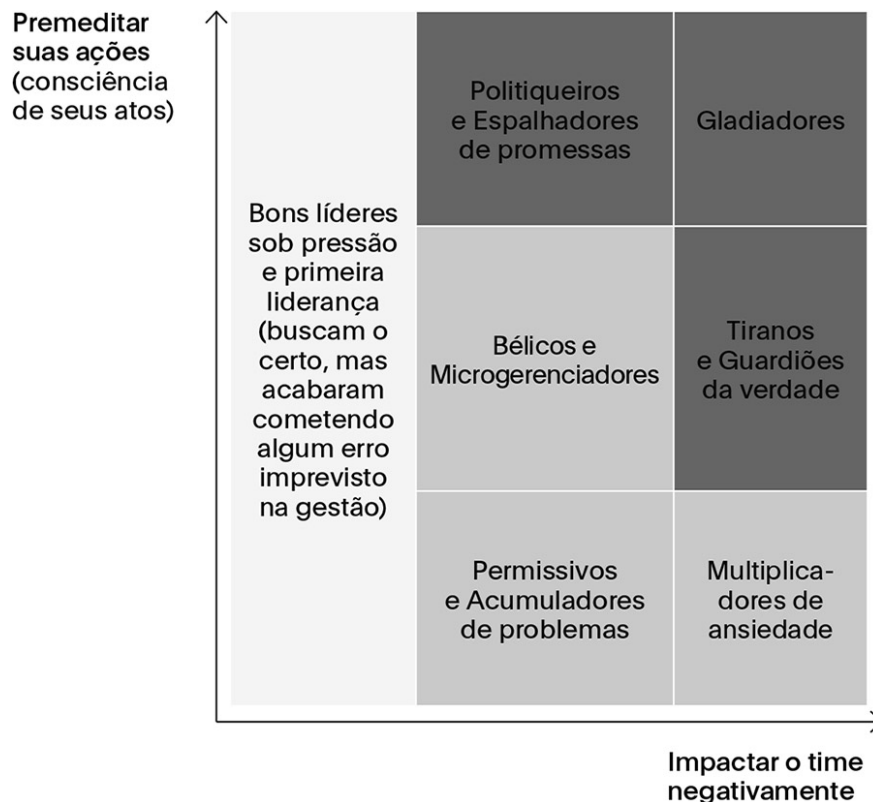 Premeditar
suas ações
(consciência
de seus atos)
Politiqueiros
e Espalhadores
de promessas
Gladiadores
Bons líderes
sob pressão
e primeira
liderança
(buscam o
certo, mas
acabaram
cometendo
algum erro
imprevisto
na gestão)
Bélicos e
Microgerenciadores
Tiranos
e Guardiões
da verdade
Permissivos
e Acumuladores
de problemas
Multiplica-
dores de
ansiedade
Impactar o time
negativamente